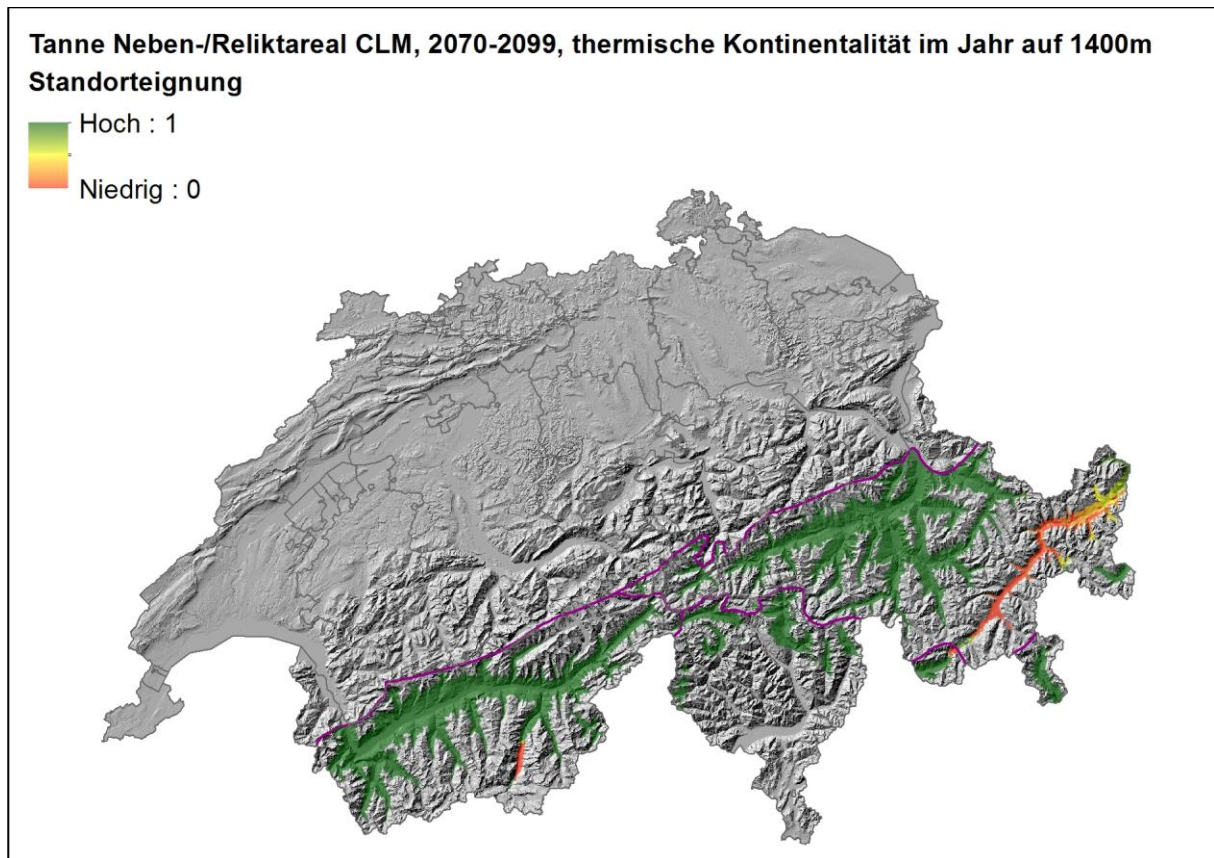 Tanne Neben-/Reliktareal CLM, 2070-2099, thermische Kontinentalität im Jahr auf 1400m
Standorteignung
Hoch : 1
Niedrig : 0